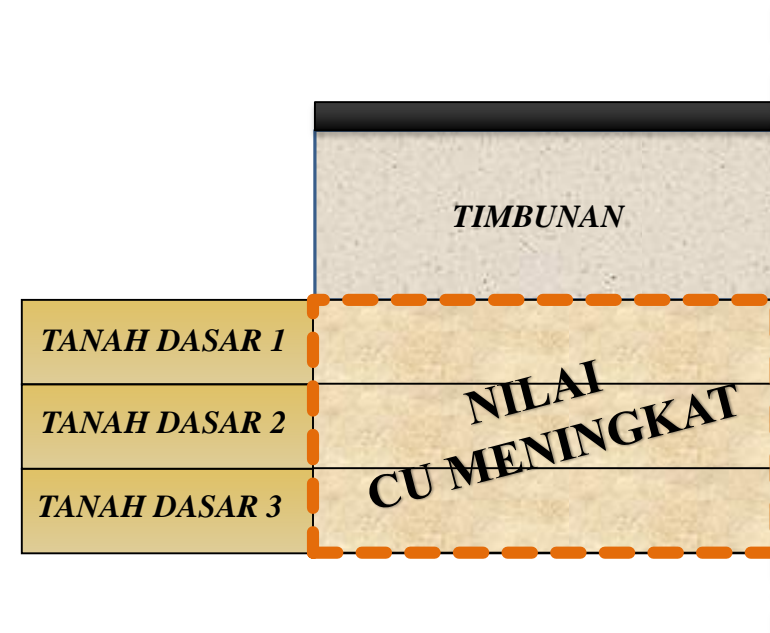 TIMBUNAN
TANAH DASAR 1
TANAH DASAR 2
TANAH DASAR 3
NILAI
CU MENINGKAT